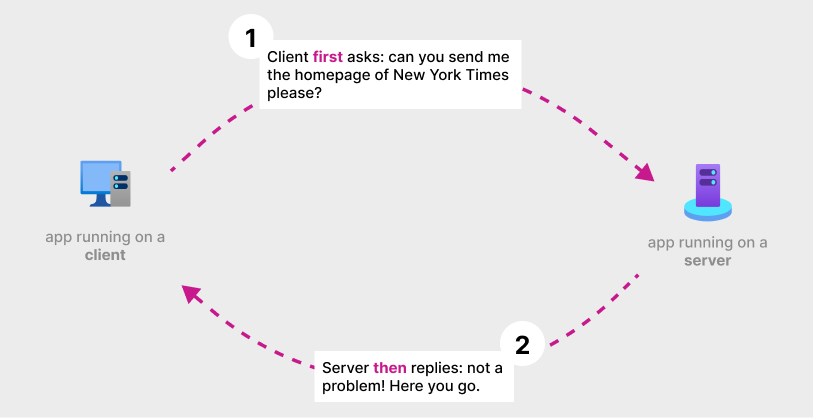 1
Client first asks: can you send me
the homepage of New York Times
please?
app running on a
client
app running on a
server
2
Server then replies: not a
problem! Here you go.